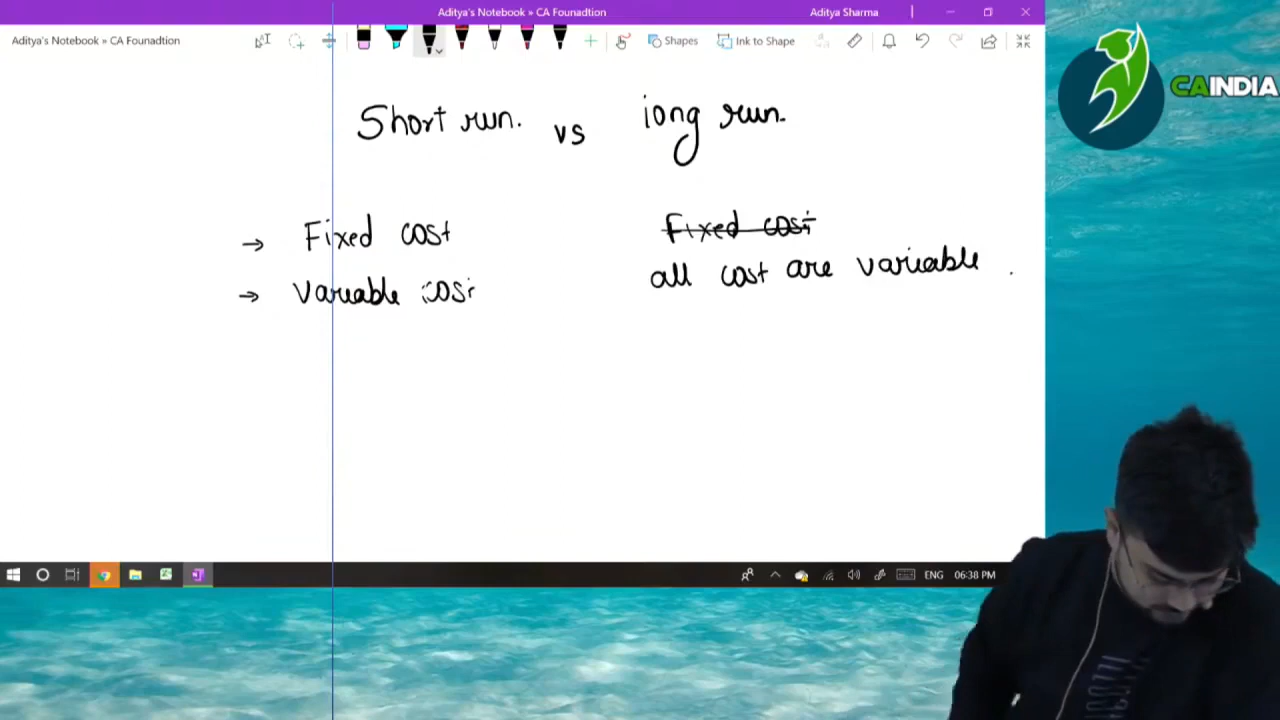 Aditya's Notebook » CA Founadtion
Aditya Sharma
Aditya's Notebook » CA Founadtion
Shapes
Ink to Shape
CAINDIA
Short run. vs long run.
→ Fixed cost
Fixed cost
→ Variable cost
all cost are variable
ENG 06:38 PM